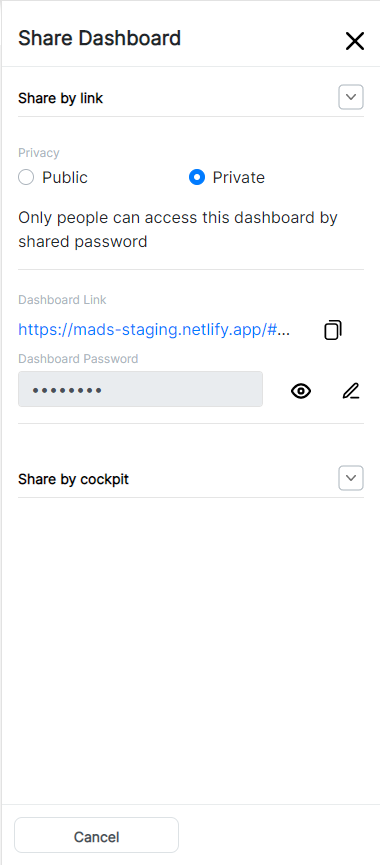 Share Dashboard
Share by link
Privacy
Public
Private
Only people can access this dashboard by
shared password
Dashboard Link
https://mads-staging.netlify.app/#...
Dashboard Password
••••••••
Share by cockpit
Cancel